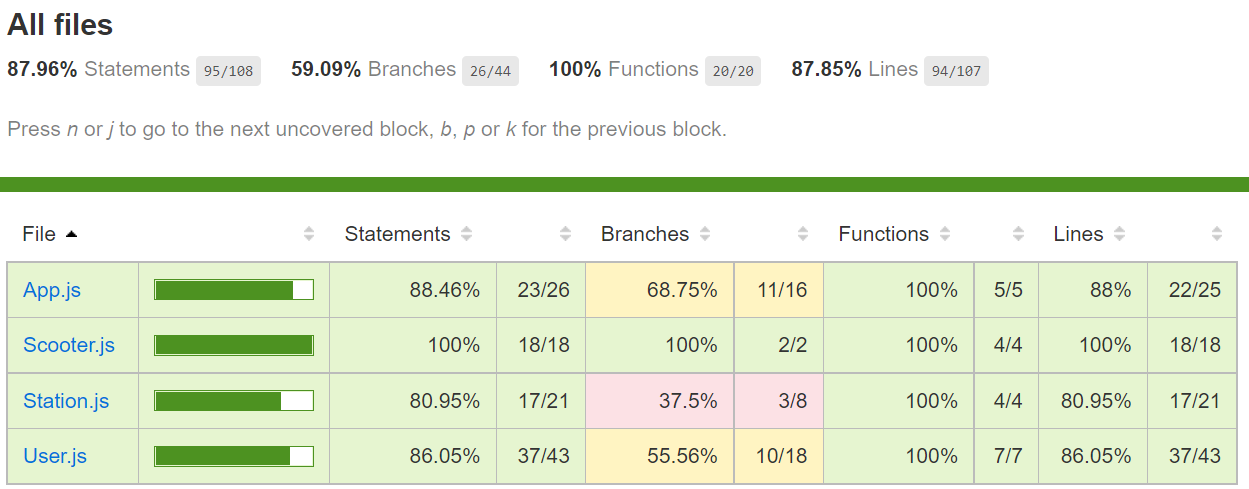 All files
87.96% Statements 95/108 59.09% Branches 26/44 100% Functions 20/20 87.85% Lines 94/107
Press n or j to go to the next uncovered block, b, p or k for the previous block.
File Statements Branches Functions Lines
App.js 88.46% 23/26 68.75% 11/16 100% 5/5 88% 22/25
Scooter.js 100% 18/18 100% 2/2 100% 4/4 100% 18/18
Station.js 80.95% 17/21 37.5% 3/8 100% 4/4 80.95% 17/21
User.js 86.05% 37/43 55.56% 10/18 100% 7/7 86.05% 37/43